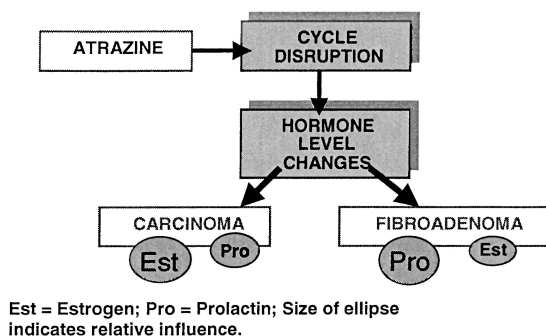 ATRAZINE
CYCLE
DISRUPTION
HORMONE
LEVEL
CHANGES
CARCINOMA
FIBROADENOMA
Est
Pro
Pro
Est
Est = Estrogen; Pro = Prolactin; Size of ellipse
indicates relative influence.